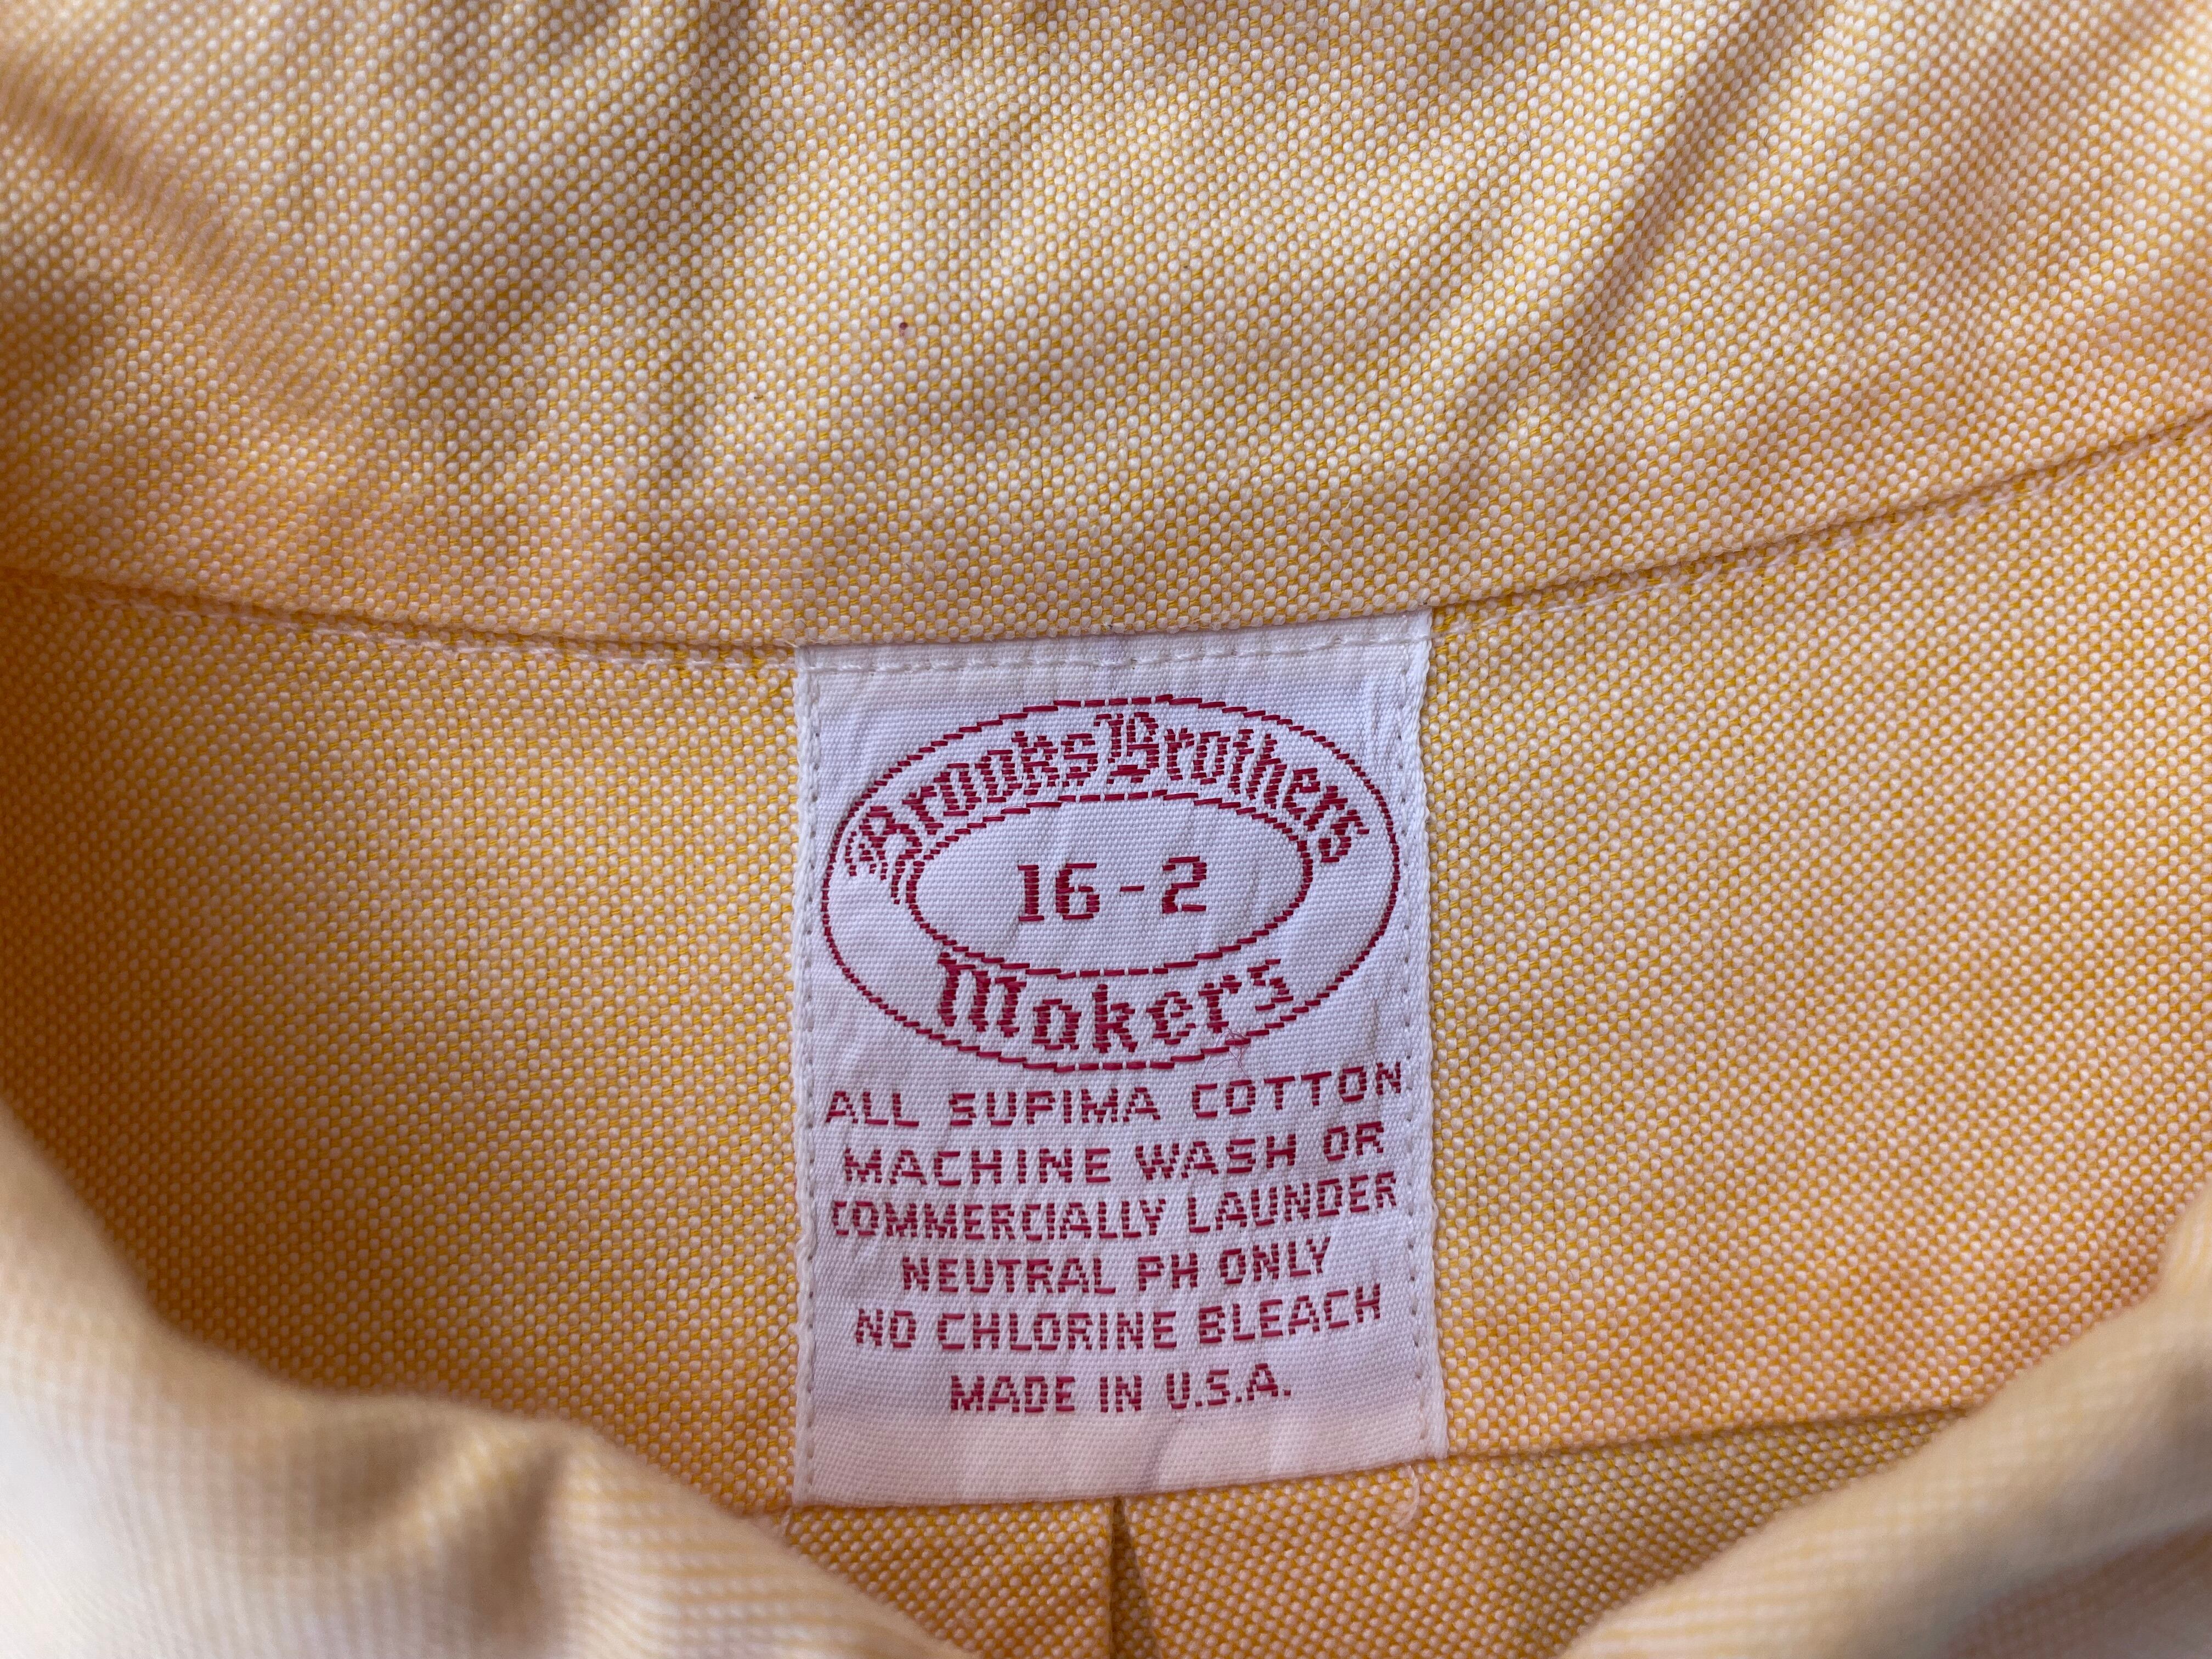 Brooks Brothers
16-2
Makers
ALL SUPIMA COTTON
MACHINE WASH OR
COMMERCIALLY LAUNDER
NEUTRAL PH ONLY
NO CHLORINE BLEACH
MADE IN U.S.A.